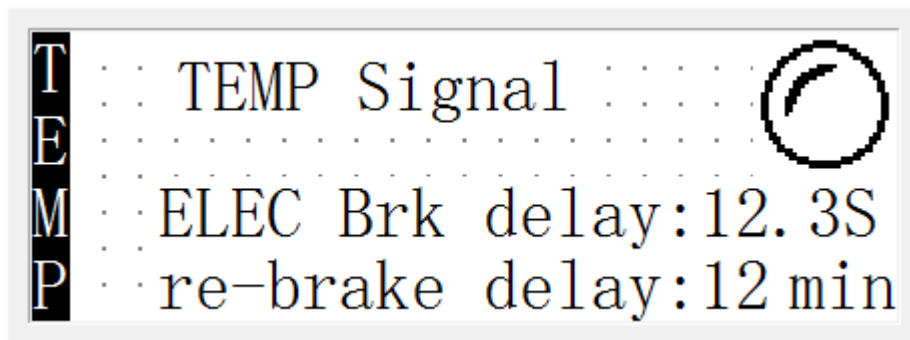 TEMP
TEMP Signal
ELEC Brk delay:12.3S
re-brake delay:12 min